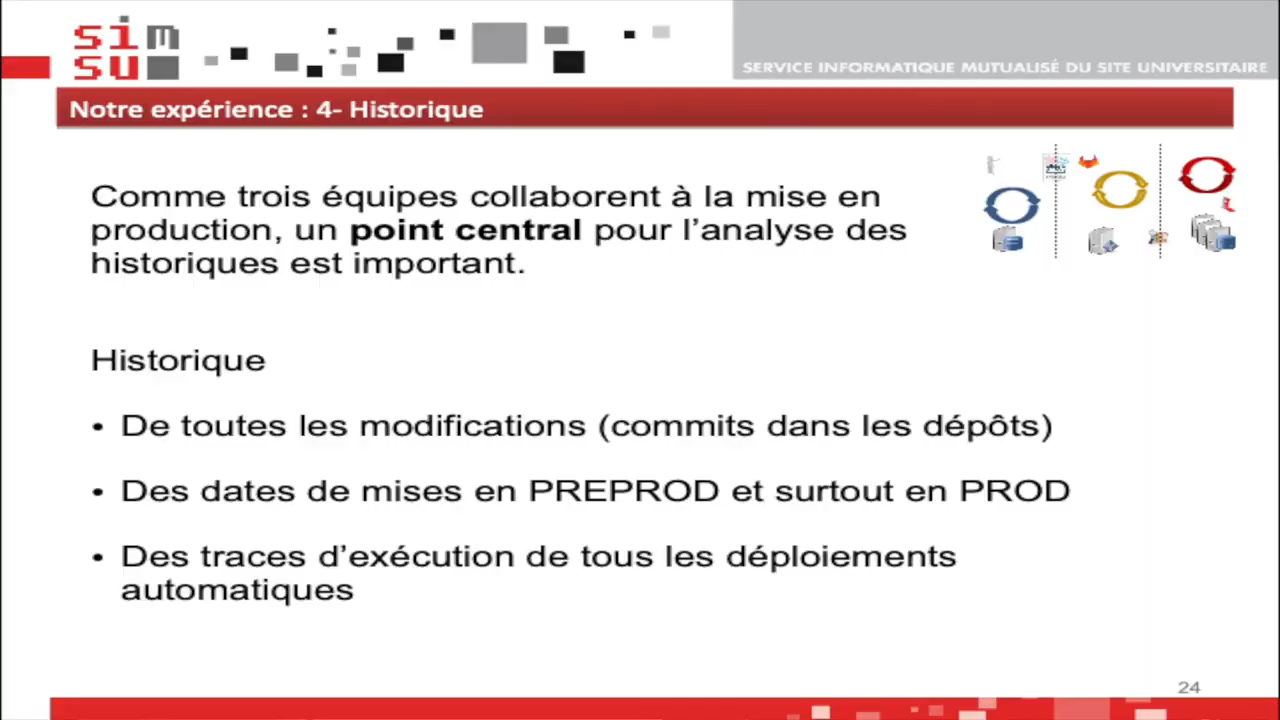 sim
su
SERVICE INFORMATIQUE MUTUALISÉ DU SITE UNIVERSITAIRE
Notre expérience : 4- Historique
Comme trois équipes collaborent à la mise en
production, un point central pour l’analyse des
historiques est important.
Historique
• De toutes les modifications (commits dans les dépôts)
• Des dates de mises en PREPROD et surtout en PROD
• Des traces d’exécution de tous les déploiements
automatiques
24